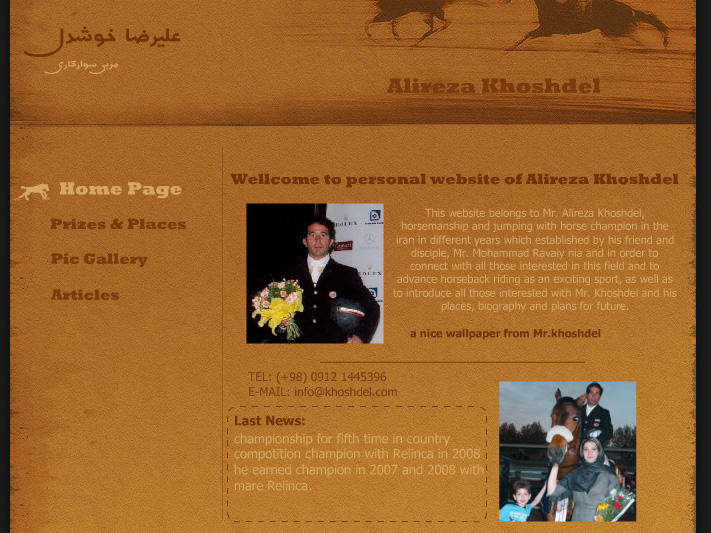 علیرضا خوشدل
مربی سوارکاری
Alireza Khoshdel
Home Page
Prizes & Places
Pic Gallery
Articles
Wellcome to personal website of Alireza Khoshdel
This website belongs to Mr. Alireza Khoshdel,
horsemanship and jumping with horse champion in the
iran in different years which established by his friend and
disciple, Mr. Mohammad Ravaiy nia and in order to
connect with all those interested in this field and to
advance horseback riding as an exciting sport, as well as
to introduce all those interested with Mr. Khoshdel and his
places, biography and plans for future.
a nice wallpaper from Mr.khoshdel
ROLEX
TEL: (+98) 0912 1445396
E-MAIL: info@khoshdel.com
Last News:
championship for fifth time in country
compotition champion with Relinca in 2008
he earned champion in 2007 and 2008 with
mare Relinca.